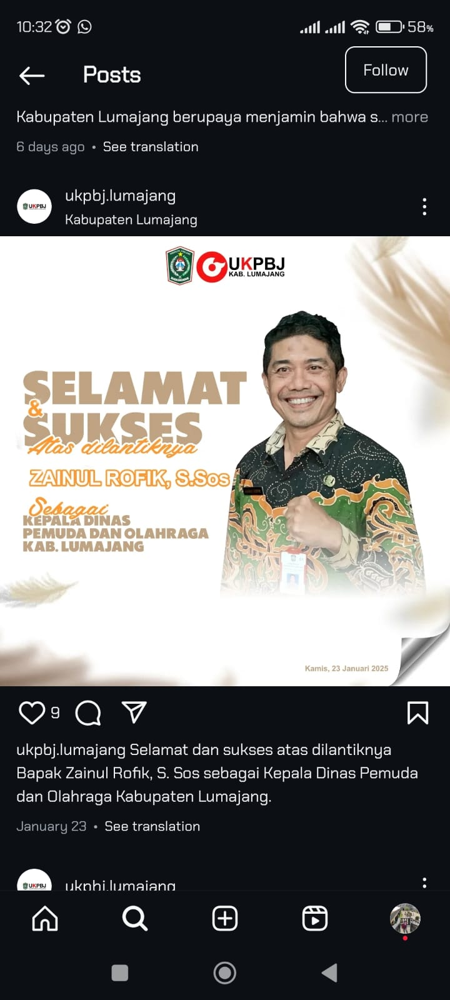 10:32
58%
Posts
Follow
Kabupaten Lumajang berupaya menjamin bahwa s... more
6 days ago • See translation
UKPBJ
ukpbj.lumajang
Kabupaten Lumajang
UKPBJ
KAB. LUMAJANG
SELAMAT
&
SUKSES
Atas dilantiknya
ZAINUL ROFIK, S.Sos
Sebagai
KEPALA DINAS
PEMUDA DAN OLAHRAGA
KAB. LUMAJANG
Kamis, 23 Januari 2025
9
ukpbj.lumajang Selamat dan sukses atas dilantiknya
Bapak Zainul Rofik, S. Sos sebagai Kepala Dinas Pemuda
dan Olahraga Kabupaten Lumajang.
January 23 • See translation
UKPBJ
ukpbj.lumajang